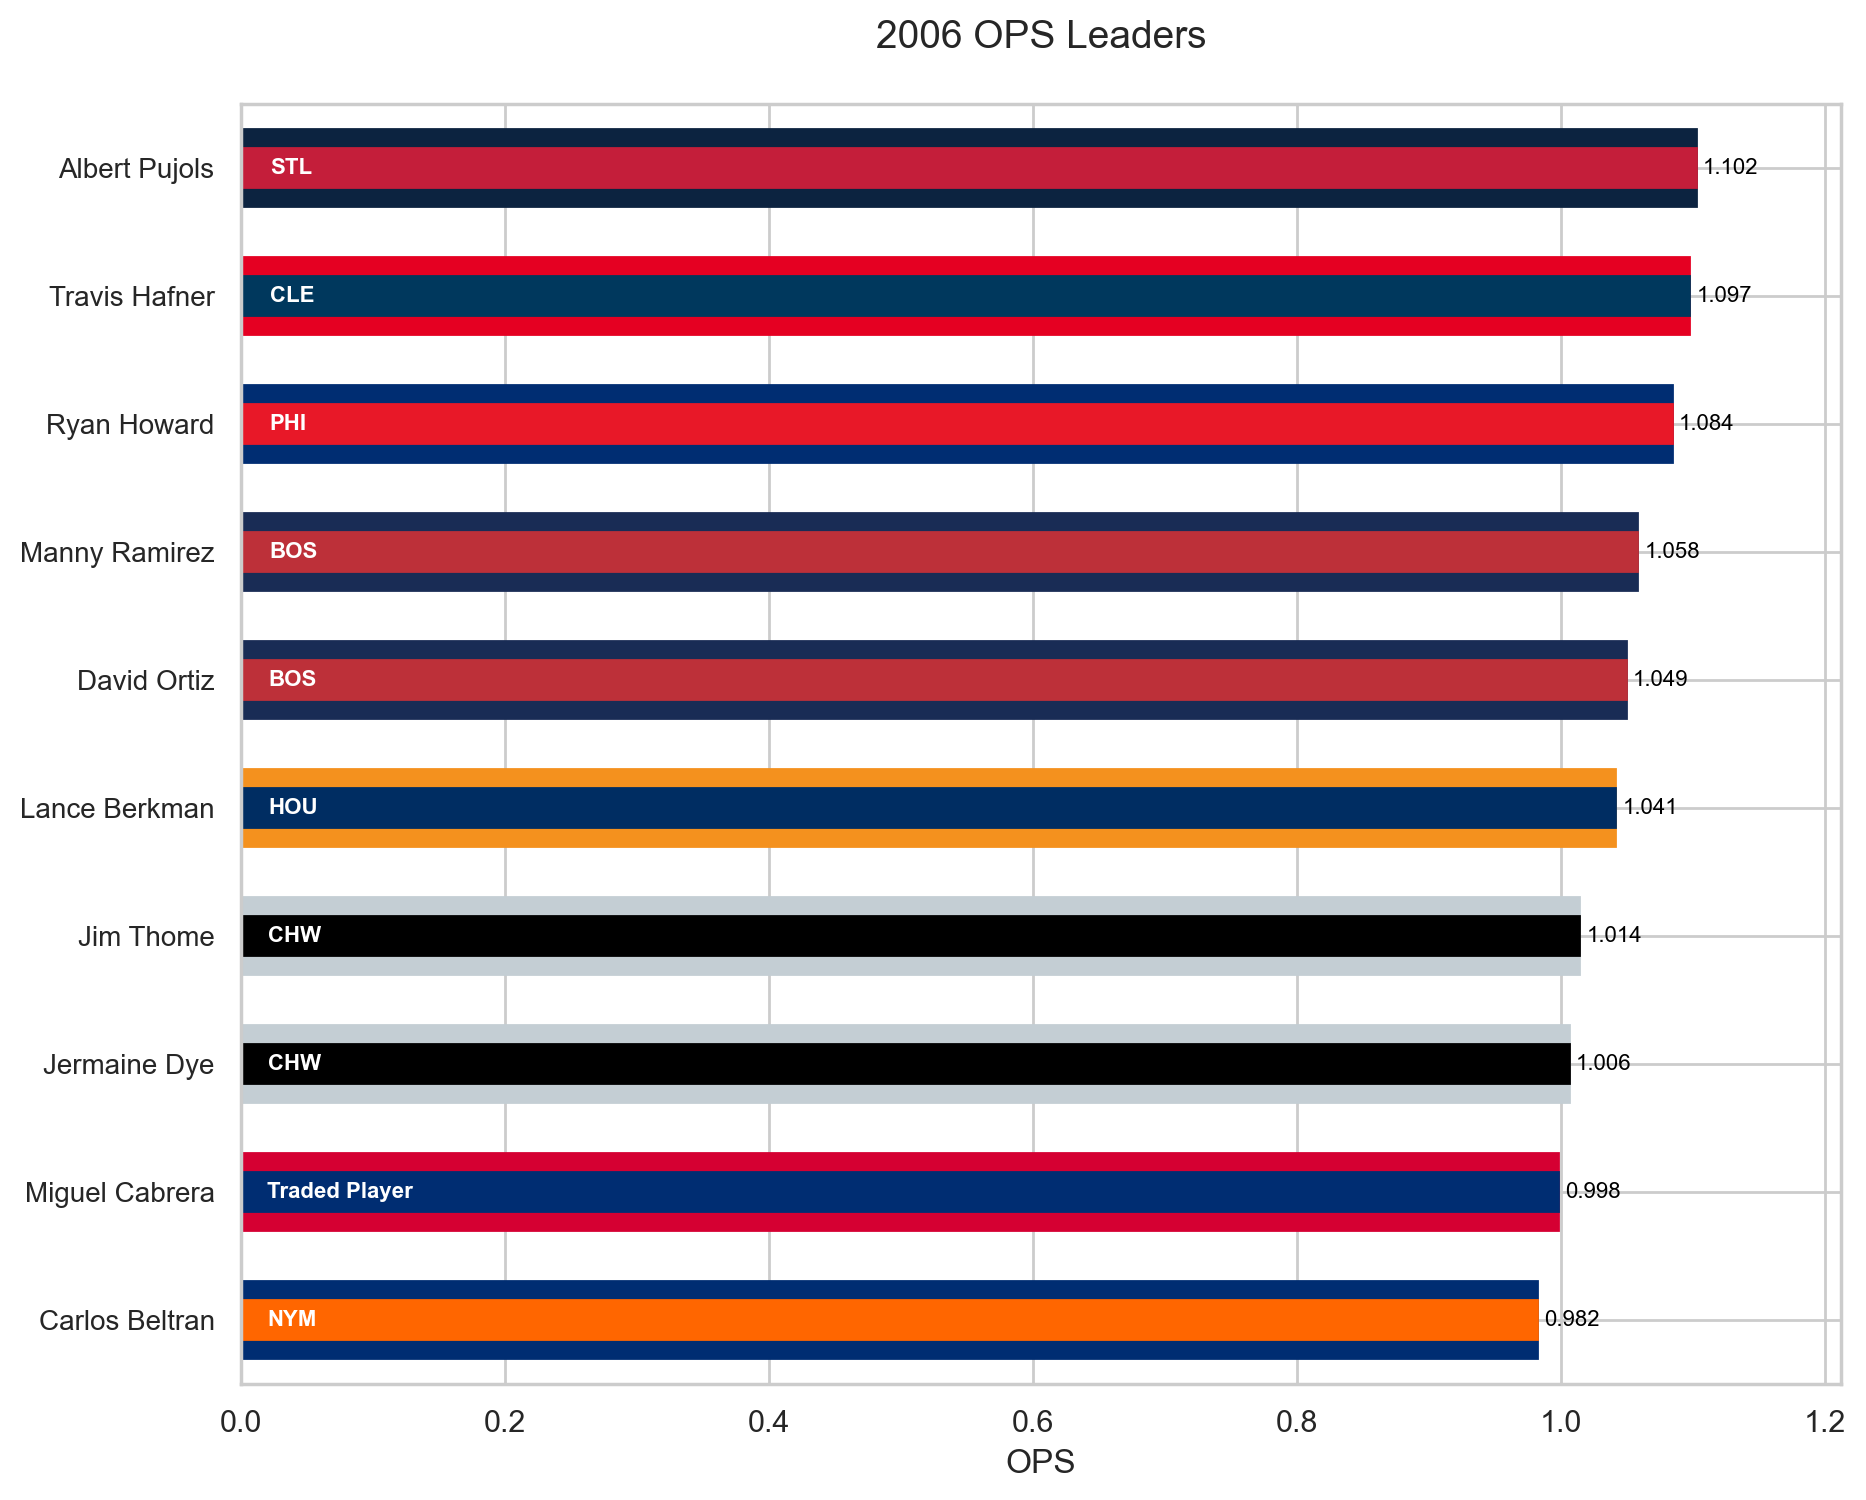 2006 OPS Leaders
Albert Pujols STL 1.102
Travis Hafner CLE 1.097
Ryan Howard PHI 1.084
Manny Ramirez BOS 1.058
David Ortiz BOS 1.049
Lance Berkman HOU 1.041
Jim Thome CHW 1.014
Jermaine Dye CHW 1.006
Miguel Cabrera Traded Player 0.998
Carlos Beltran NYM 0.982
0.0 0.2 0.4 0.6 0.8 1.0 1.2
OPS